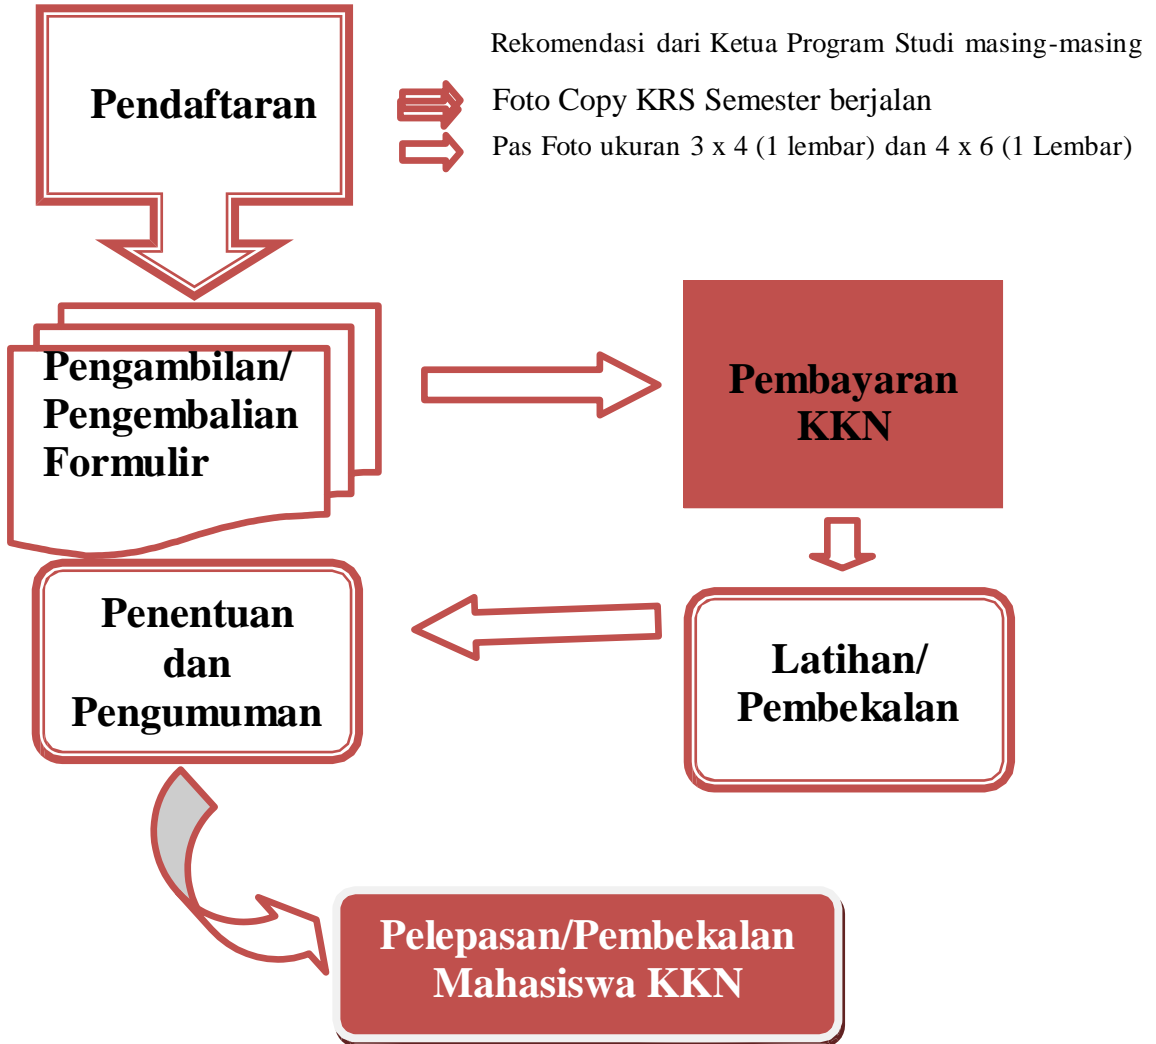 Pendaftaran
Rekomendasi dari Ketua Program Studi masing-masing
Foto Copy KRS Semester berjalan
Pas Foto ukuran 3 x 4 (1 lembar) dan 4 x 6 (1 Lembar)
Pengambilan/
Pengembalian
Formulir
Pembayaran
KKN
Latihan/
Pembekalan
Penentuan
dan
Pengumuman
Pelepasan/Pembekalan
Mahasiswa KKN